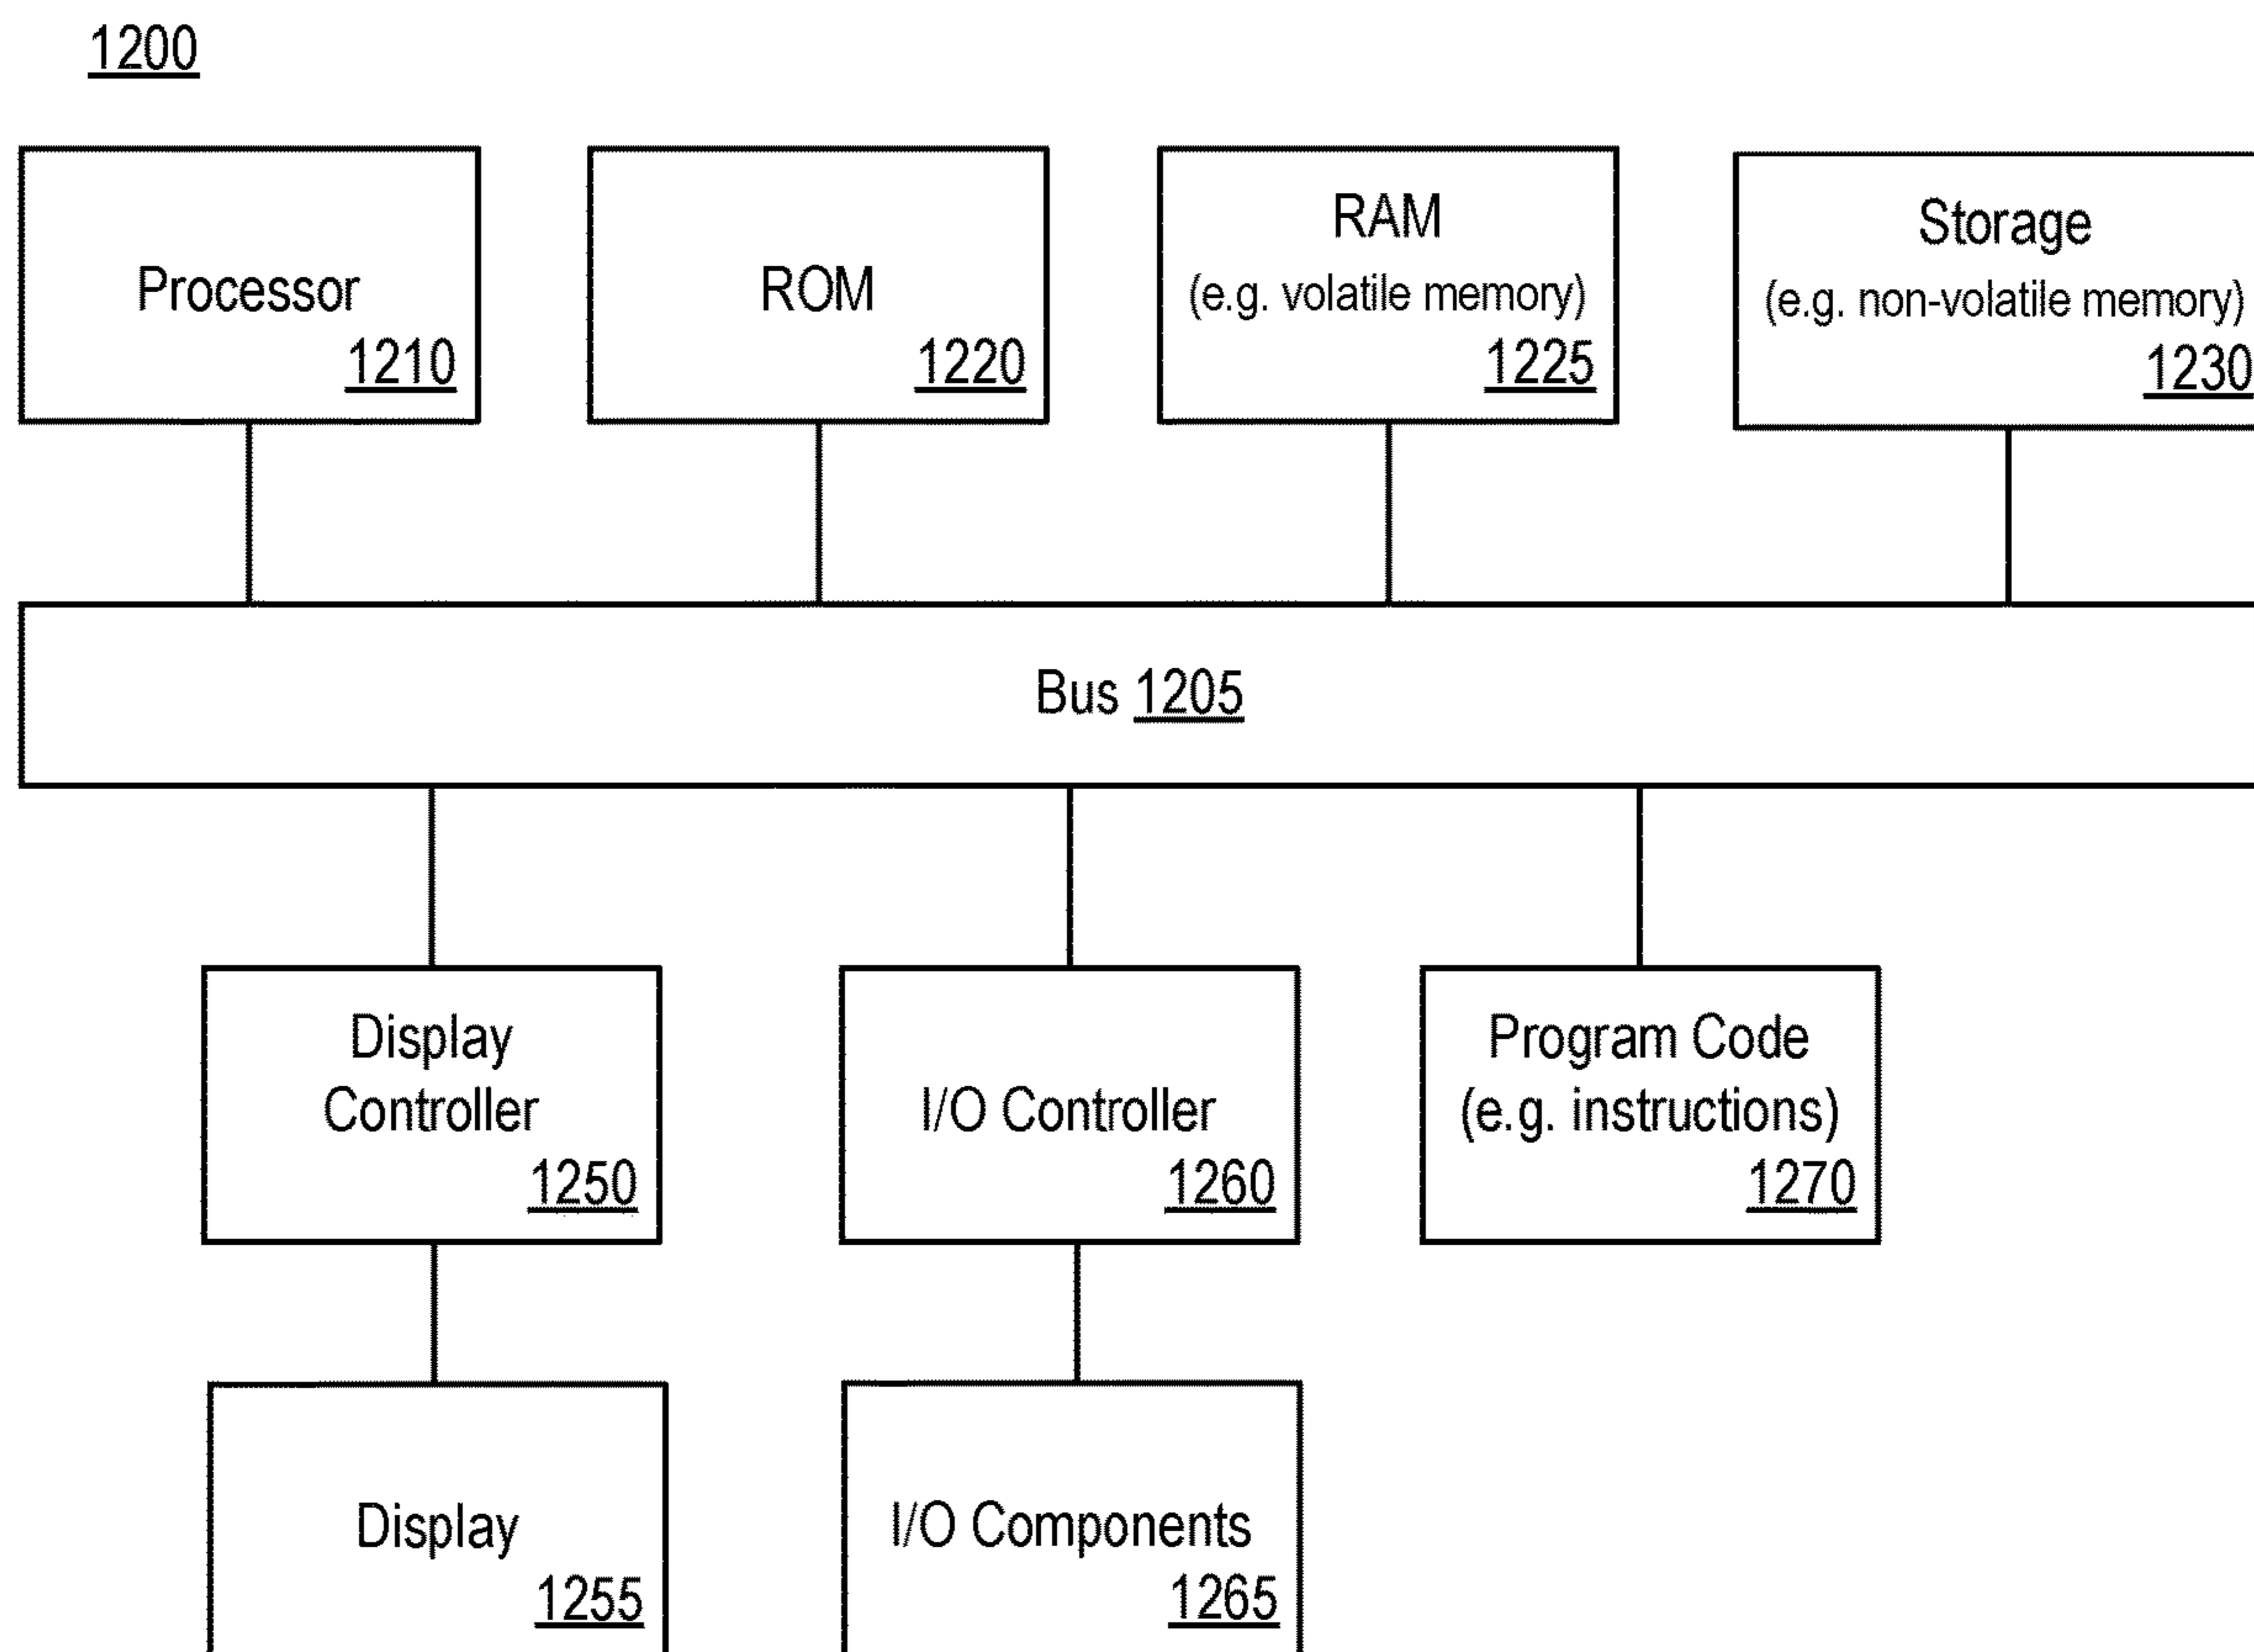 1200
Processor
1210
ROM
1220
RAM
(e.g. volatile memory)
1225
Storage
(e.g. non-volatile memory)
1230
Bus 1205
Display
Controller
1250
I/O Controller
1260
Program Code
(e.g. instructions)
1270
Display
1255
I/O Components
1265